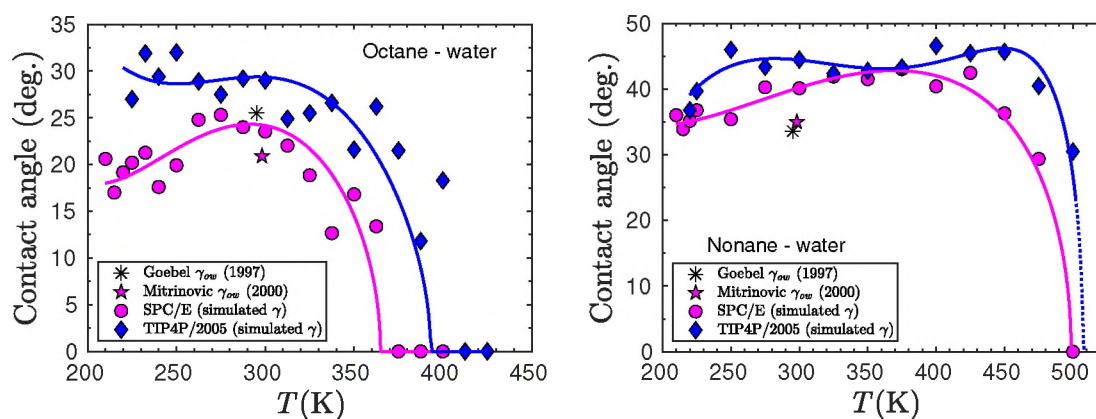 Contact angle (deg.)
35
30
25
20
15
10
5
0
Octane - water
Goebel γow (1997)
Mitrinovic γow (2000)
SPC/E (simulated γ)
TIP4P/2005 (simulated γ)
200 250 300 350 400 450
T(K)
Contact angle (deg.)
50
40
30
20
10
0
Nonane - water
Goebel γow (1997)
Mitrinovic γow (2000)
SPC/E (simulated γ)
TIP4P/2005 (simulated γ)
200 250 300 350 400 450 500
T(K)